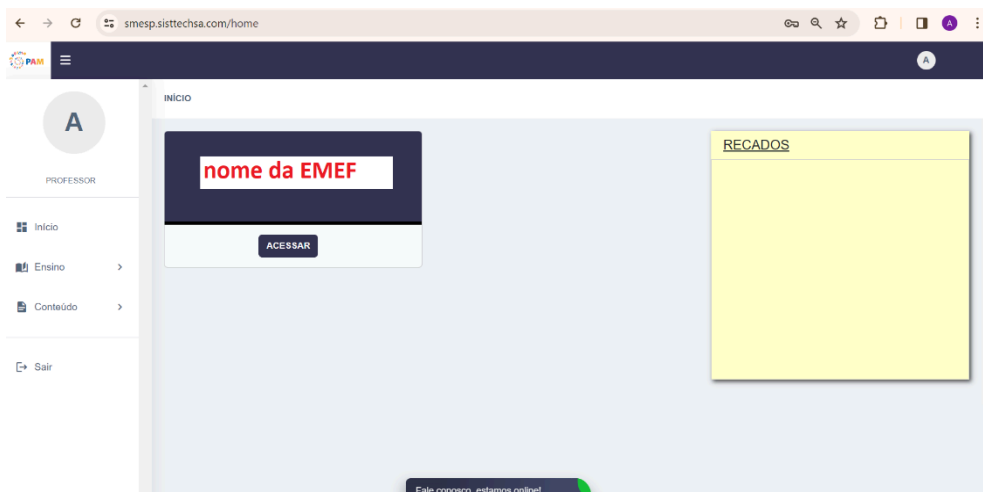 smesp.sisttechsa.com/home
A
PAM
A
INÍCIO
A
PROFESSOR
Início
Ensino
Conteúdo
Sair
nome da EMEF
ACESSAR
RECADOS
Fale conosco, estamos online!